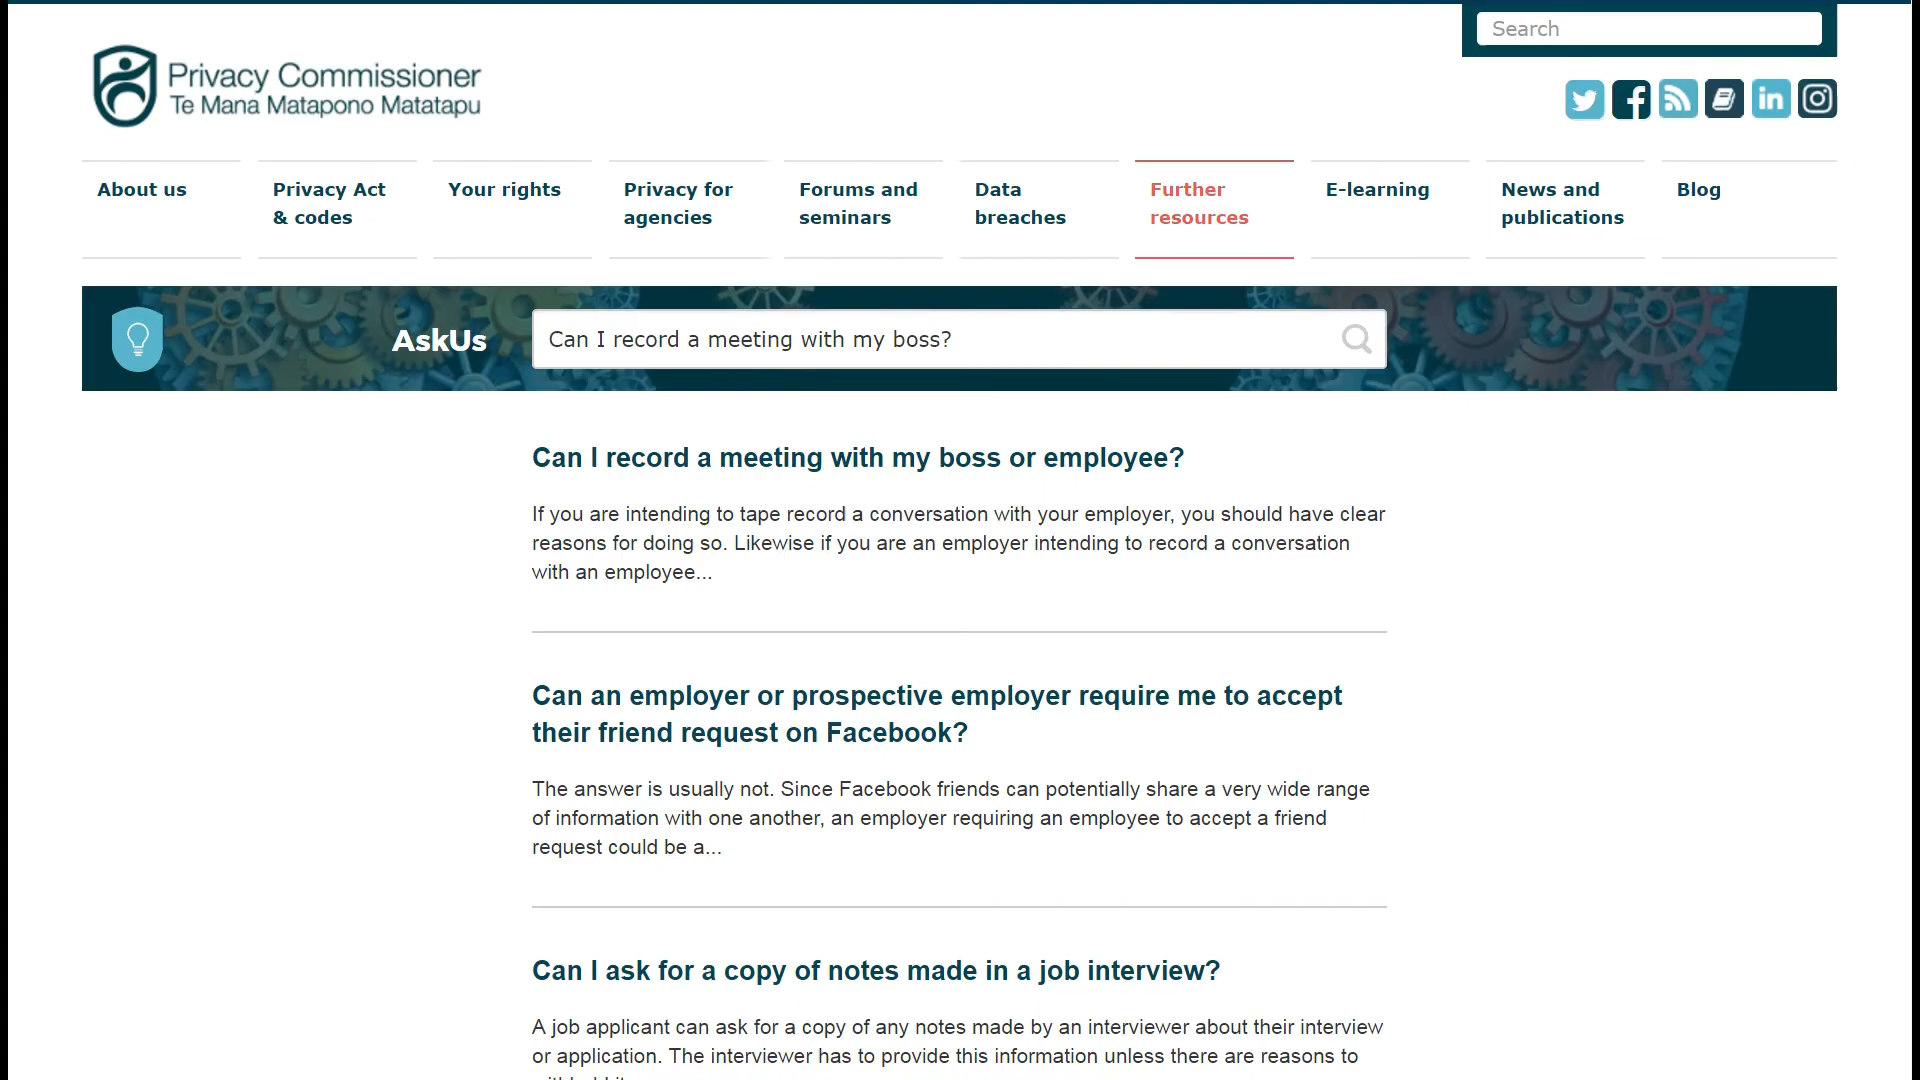 Search
Privacy Commissioner
Te Mana Matapono Matatapu
About us
Privacy Act
& codes
Your rights
Privacy for
agencies
Forums and
seminars
Data
breaches
Further
resources
E-learning
News and
publications
Blog
AskUs
Can I record a meeting with my boss?
Can I record a meeting with my boss or employee?
If you are intending to tape record a conversation with your employer, you should have clear
reasons for doing so. Likewise if you are an employer intending to record a conversation
with an employee...
Can an employer or prospective employer require me to accept
their friend request on Facebook?
The answer is usually not. Since Facebook friends can potentially share a very wide range
of information with one another, an employer requiring an employee to accept a friend
request could be a...
Can I ask for a copy of notes made in a job interview?
A job applicant can ask for a copy of any notes made by an interviewer about their interview
or application. The interviewer has to provide this information unless there are reasons to